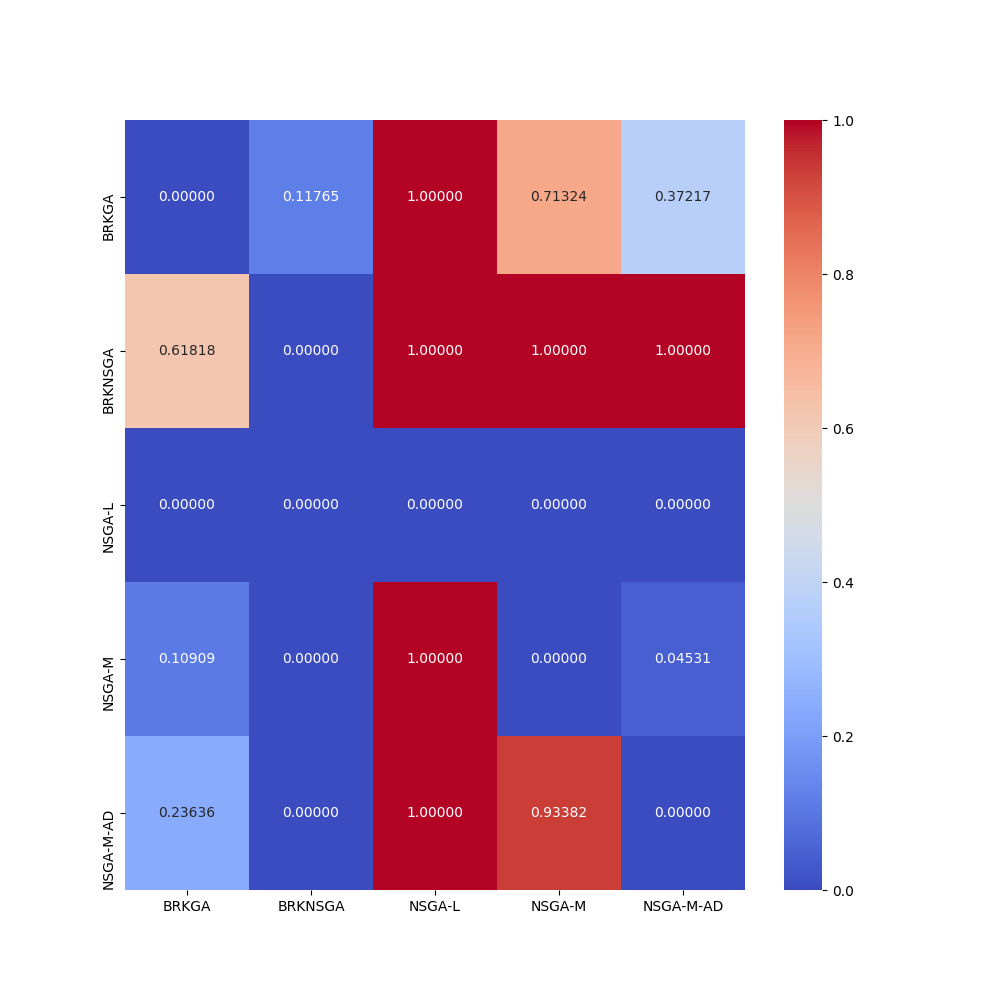 BRKGA 0.00000 0.11765 1.00000 0.71324 0.37217
BRKNSGA 0.61818 0.00000 1.00000 1.00000 1.00000
NSGA-L 0.00000 0.00000 0.00000 0.00000 0.00000
NSGA-M 0.10909 0.00000 1.00000 0.00000 0.04531
NSGA-M-AD 0.23636 0.00000 1.00000 0.93382 0.00000
BRKGA BRKNSGA NSGA-L NSGA-M NSGA-M-AD
1.0
0.8
0.6
0.4
0.2
0.0